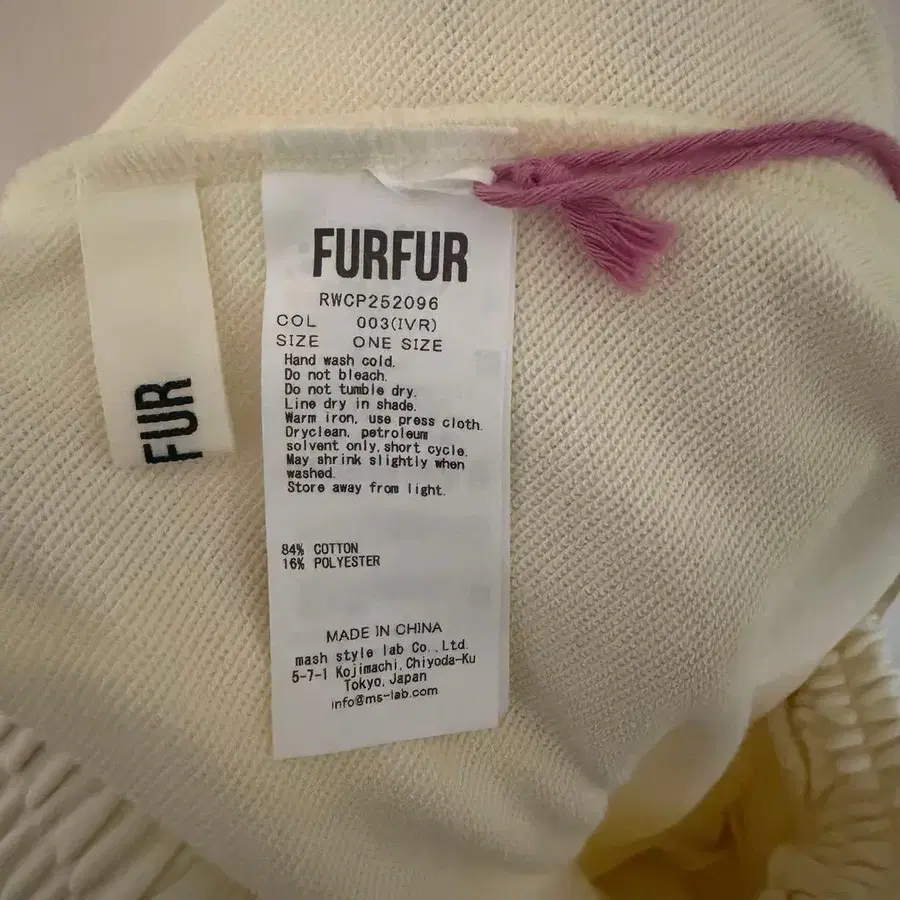 FURFUR
RWCP252096
COL 003(IVR)
SIZE ONE SIZE
Hand wash cold.
Do not bleach.
Do not tumble dry.
Line dry in shade.
Warm iron, use press cloth.
Dryclean, petroleum
solvent only,short cycle.
May shrink slightly when
washed.
Store away from light.
84% COTTON
16% POLYESTER
MADE IN CHINA
mash style lab Co.,Ltd.
5-7-1 Kojimachi,Chiyoda-Ku
Tokyo,Japan
info@ms-lab.com
FUR